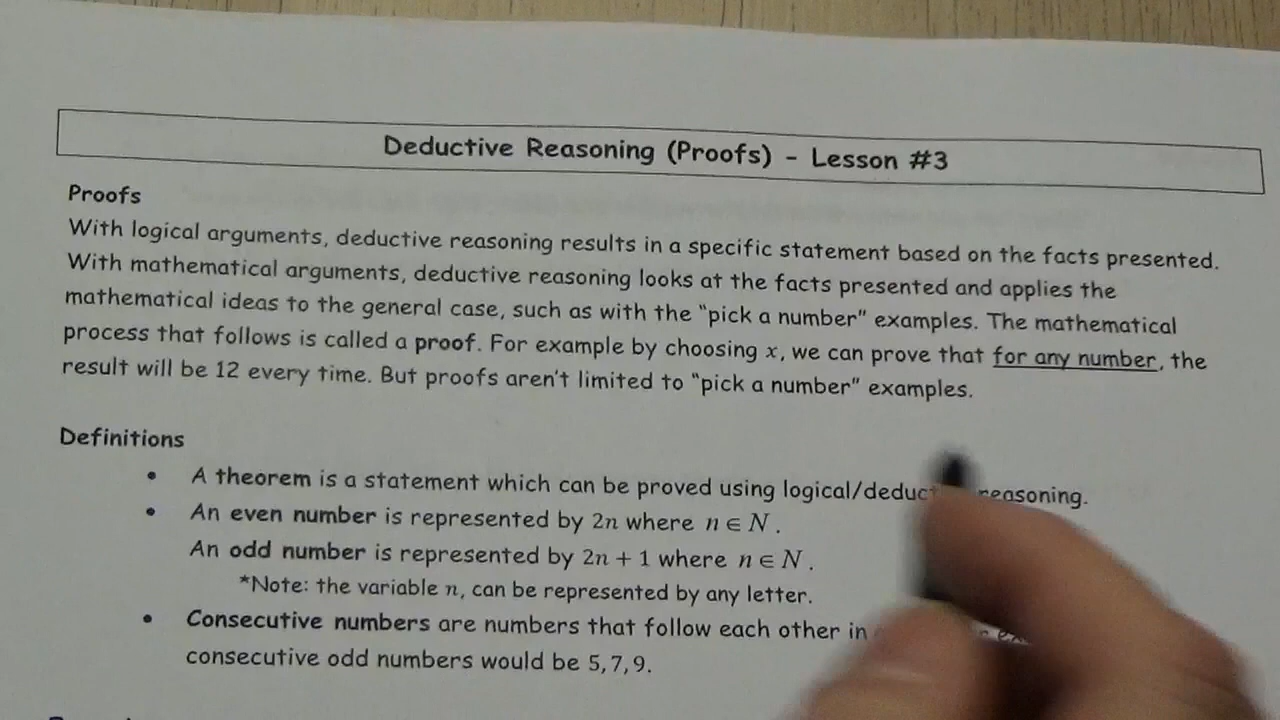 Deductive Reasoning (Proofs) - Lesson #3
Proofs
With logical arguments, deductive reasoning results in a specific statement based on the facts presented.
With mathematical arguments, deductive reasoning looks at the facts presented and applies the
mathematical ideas to the general case, such as with the “pick a number” examples. The mathematical
process that follows is called a proof. For example by choosing x, we can prove that for any number, the
result will be 12 every time. But proofs aren't limited to “pick a number” examples.
Definitions
• A theorem is a statement which can be proved using logical/deduct reasoning.
• An even number is represented by 2n where n ∈ N.
An odd number is represented by 2n + 1 where n ∈ N.
*Note: the variable n, can be represented by any letter.
• Consecutive numbers are numbers that follow each other in
consecutive odd numbers would be 5, 7, 9.